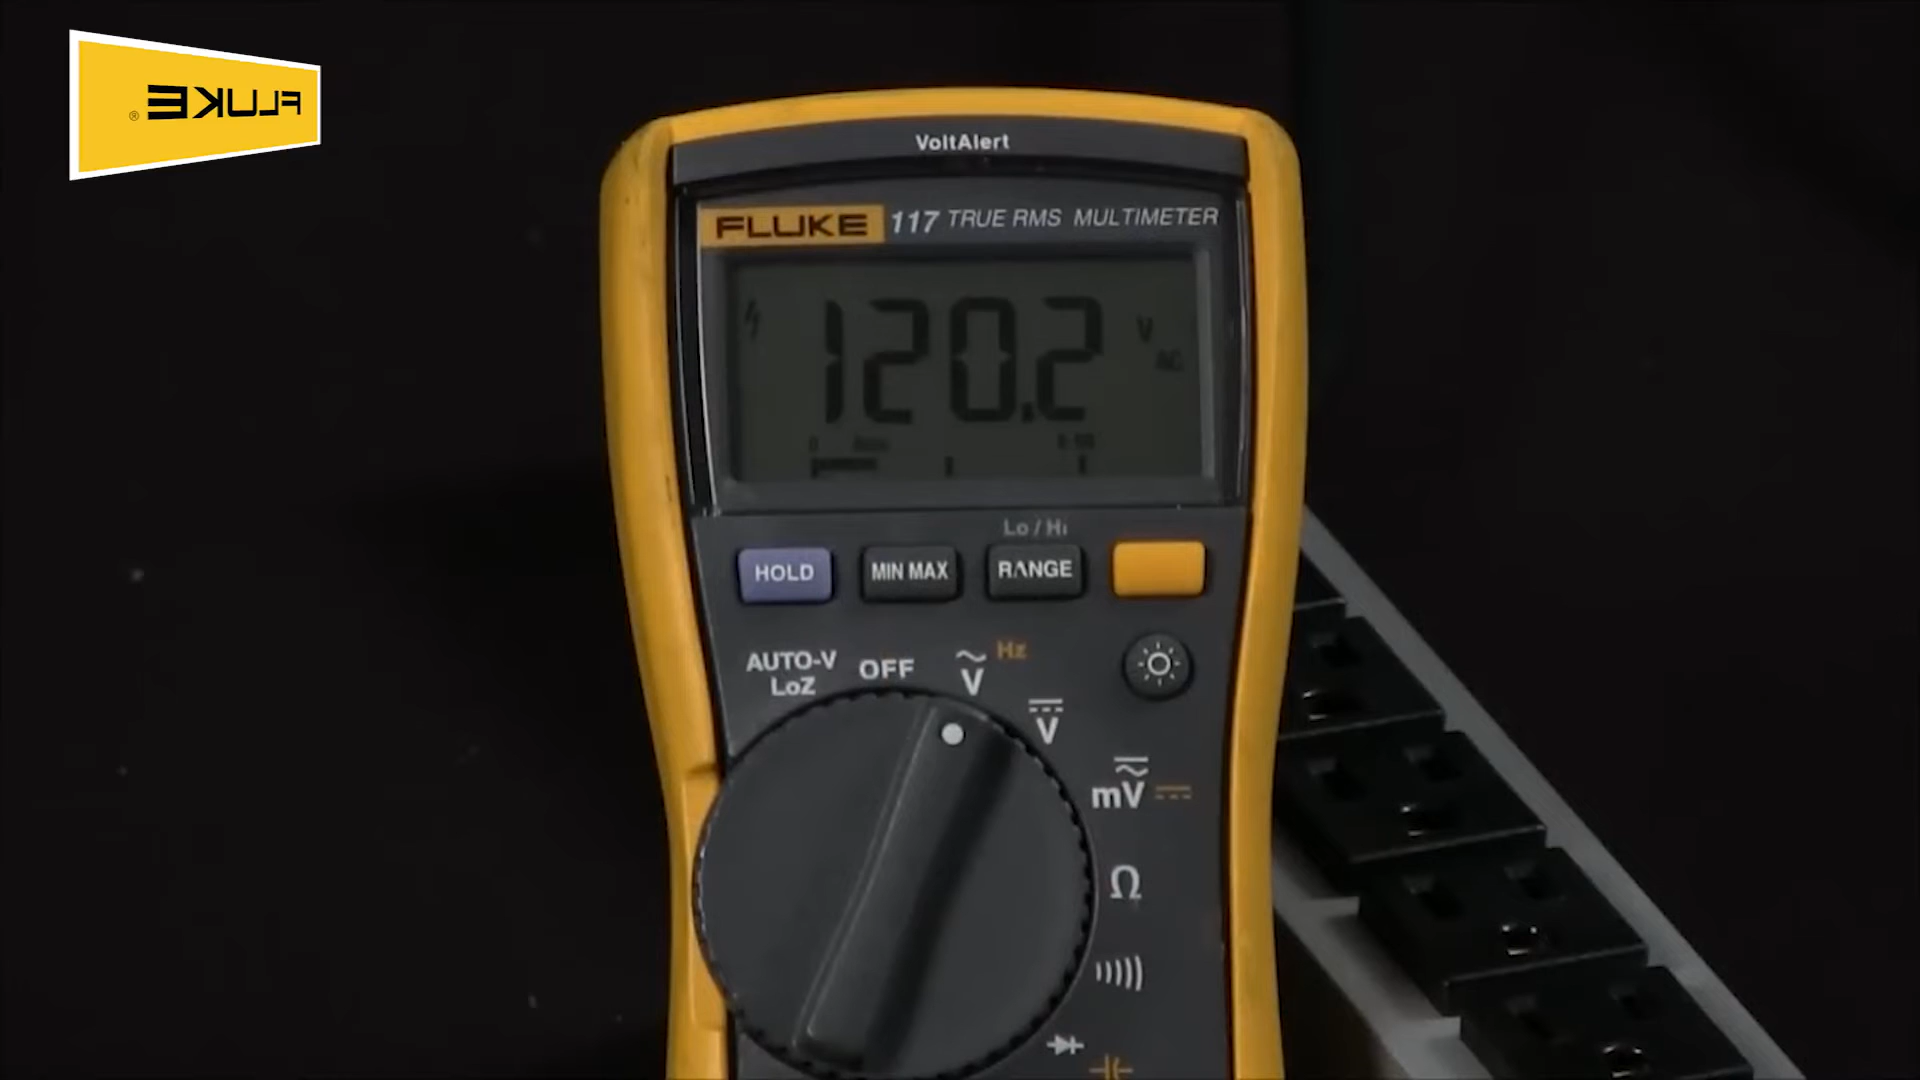 FLUKE®
VoltAlert
FLUKE 117 TRUE RMS MULTIMETER
120.2 V
AC
Lo / Hi
HOLD MIN MAX RANGE
AUTO-V
LoZ
OFF
Hz
V
V
mV
Ω